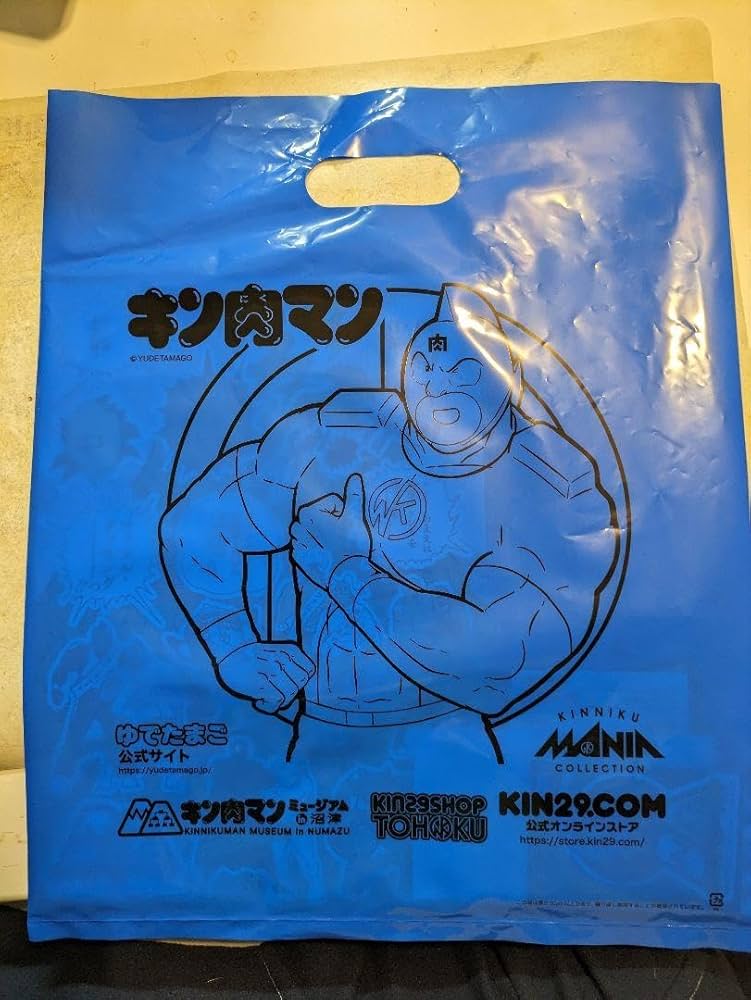 キン肉マン
©YUDETAMAGO
肉
ゆでたまご
公式サイト
https://yudetamago.jp/
KINNIKU
MANIA
COLLECTION
キン肉マン ミュージアム in 沼津
KINNIKUMAN MUSEUM in NUMAZU
KIN29SHOP
TOHOKU
KIN29.COM
公式オンラインストア
https://store.kin29.com/